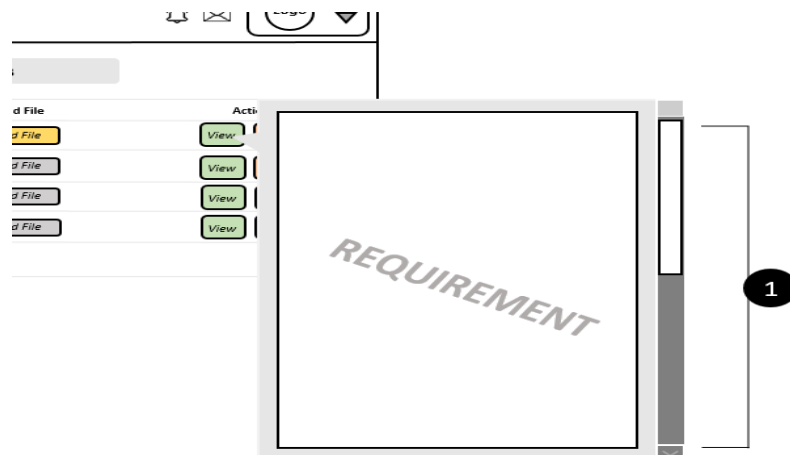 Logo
s
d File
Acti
d File
View
d File
View
d File
View
d File
View
REQUIREMENT
1